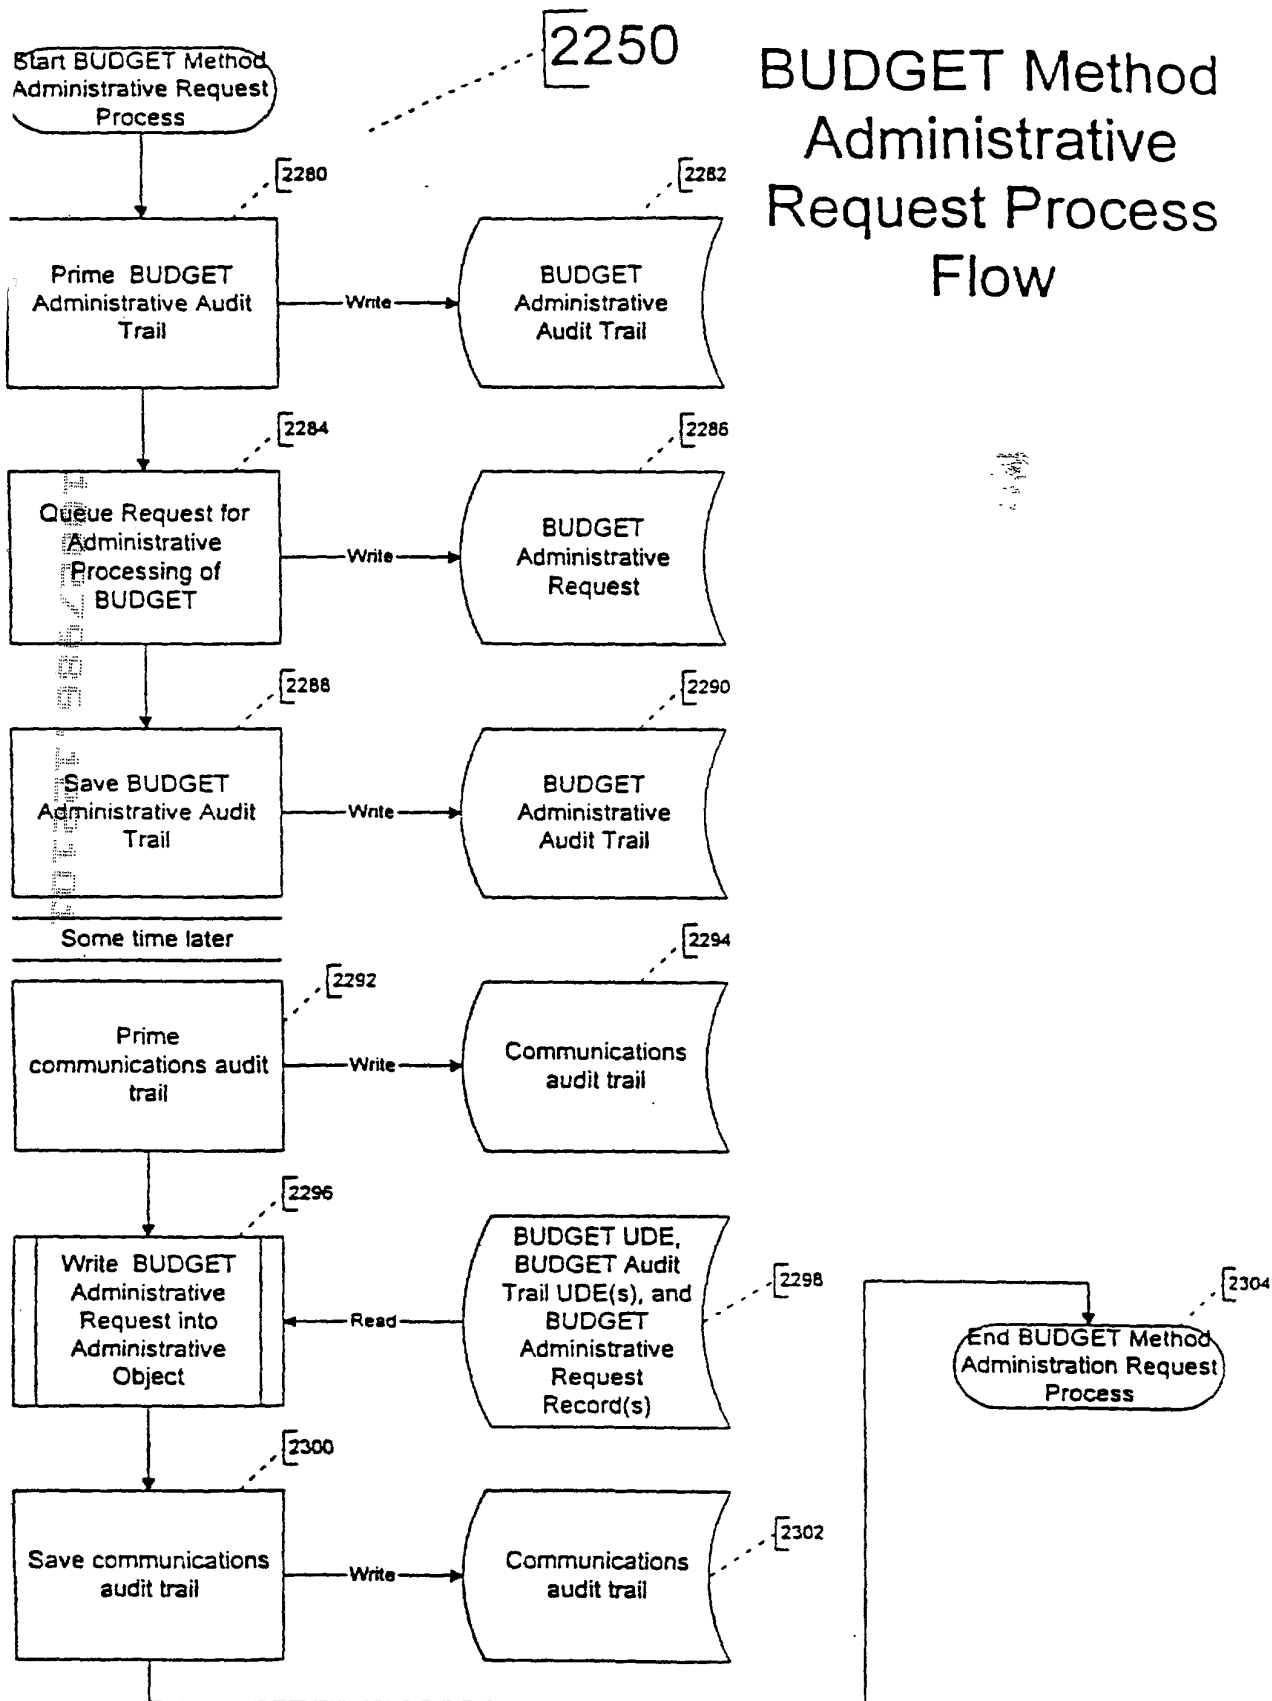 2250
BUDGET Method
Administrative
Request Process
Flow
Start BUDGET Method
Administrative Request
Process
2280
2282
Prime BUDGET
Administrative Audit
Trail
Write
BUDGET
Administrative
Audit Trail
2284
2286
Queue Request for
Administrative
Processing of
BUDGET
Write
BUDGET
Administrative
Request
2288
2290
Save BUDGET
Administrative Audit
Trail
Write
BUDGET
Administrative
Audit Trail
Some time later
2292
2294
Prime
communications audit
trail
Write
Communications
audit trail
2296
2298
Write BUDGET
Administrative
Request into
Administrative
Object
Read
BUDGET UDE,
BUDGET Audit
Trail UDE(s), and
BUDGET
Administrative
Request
Record(s)
2304
End BUDGET Method
Administration Request
Process
2300
2302
Save communications
audit trail
Write
Communications
audit trail